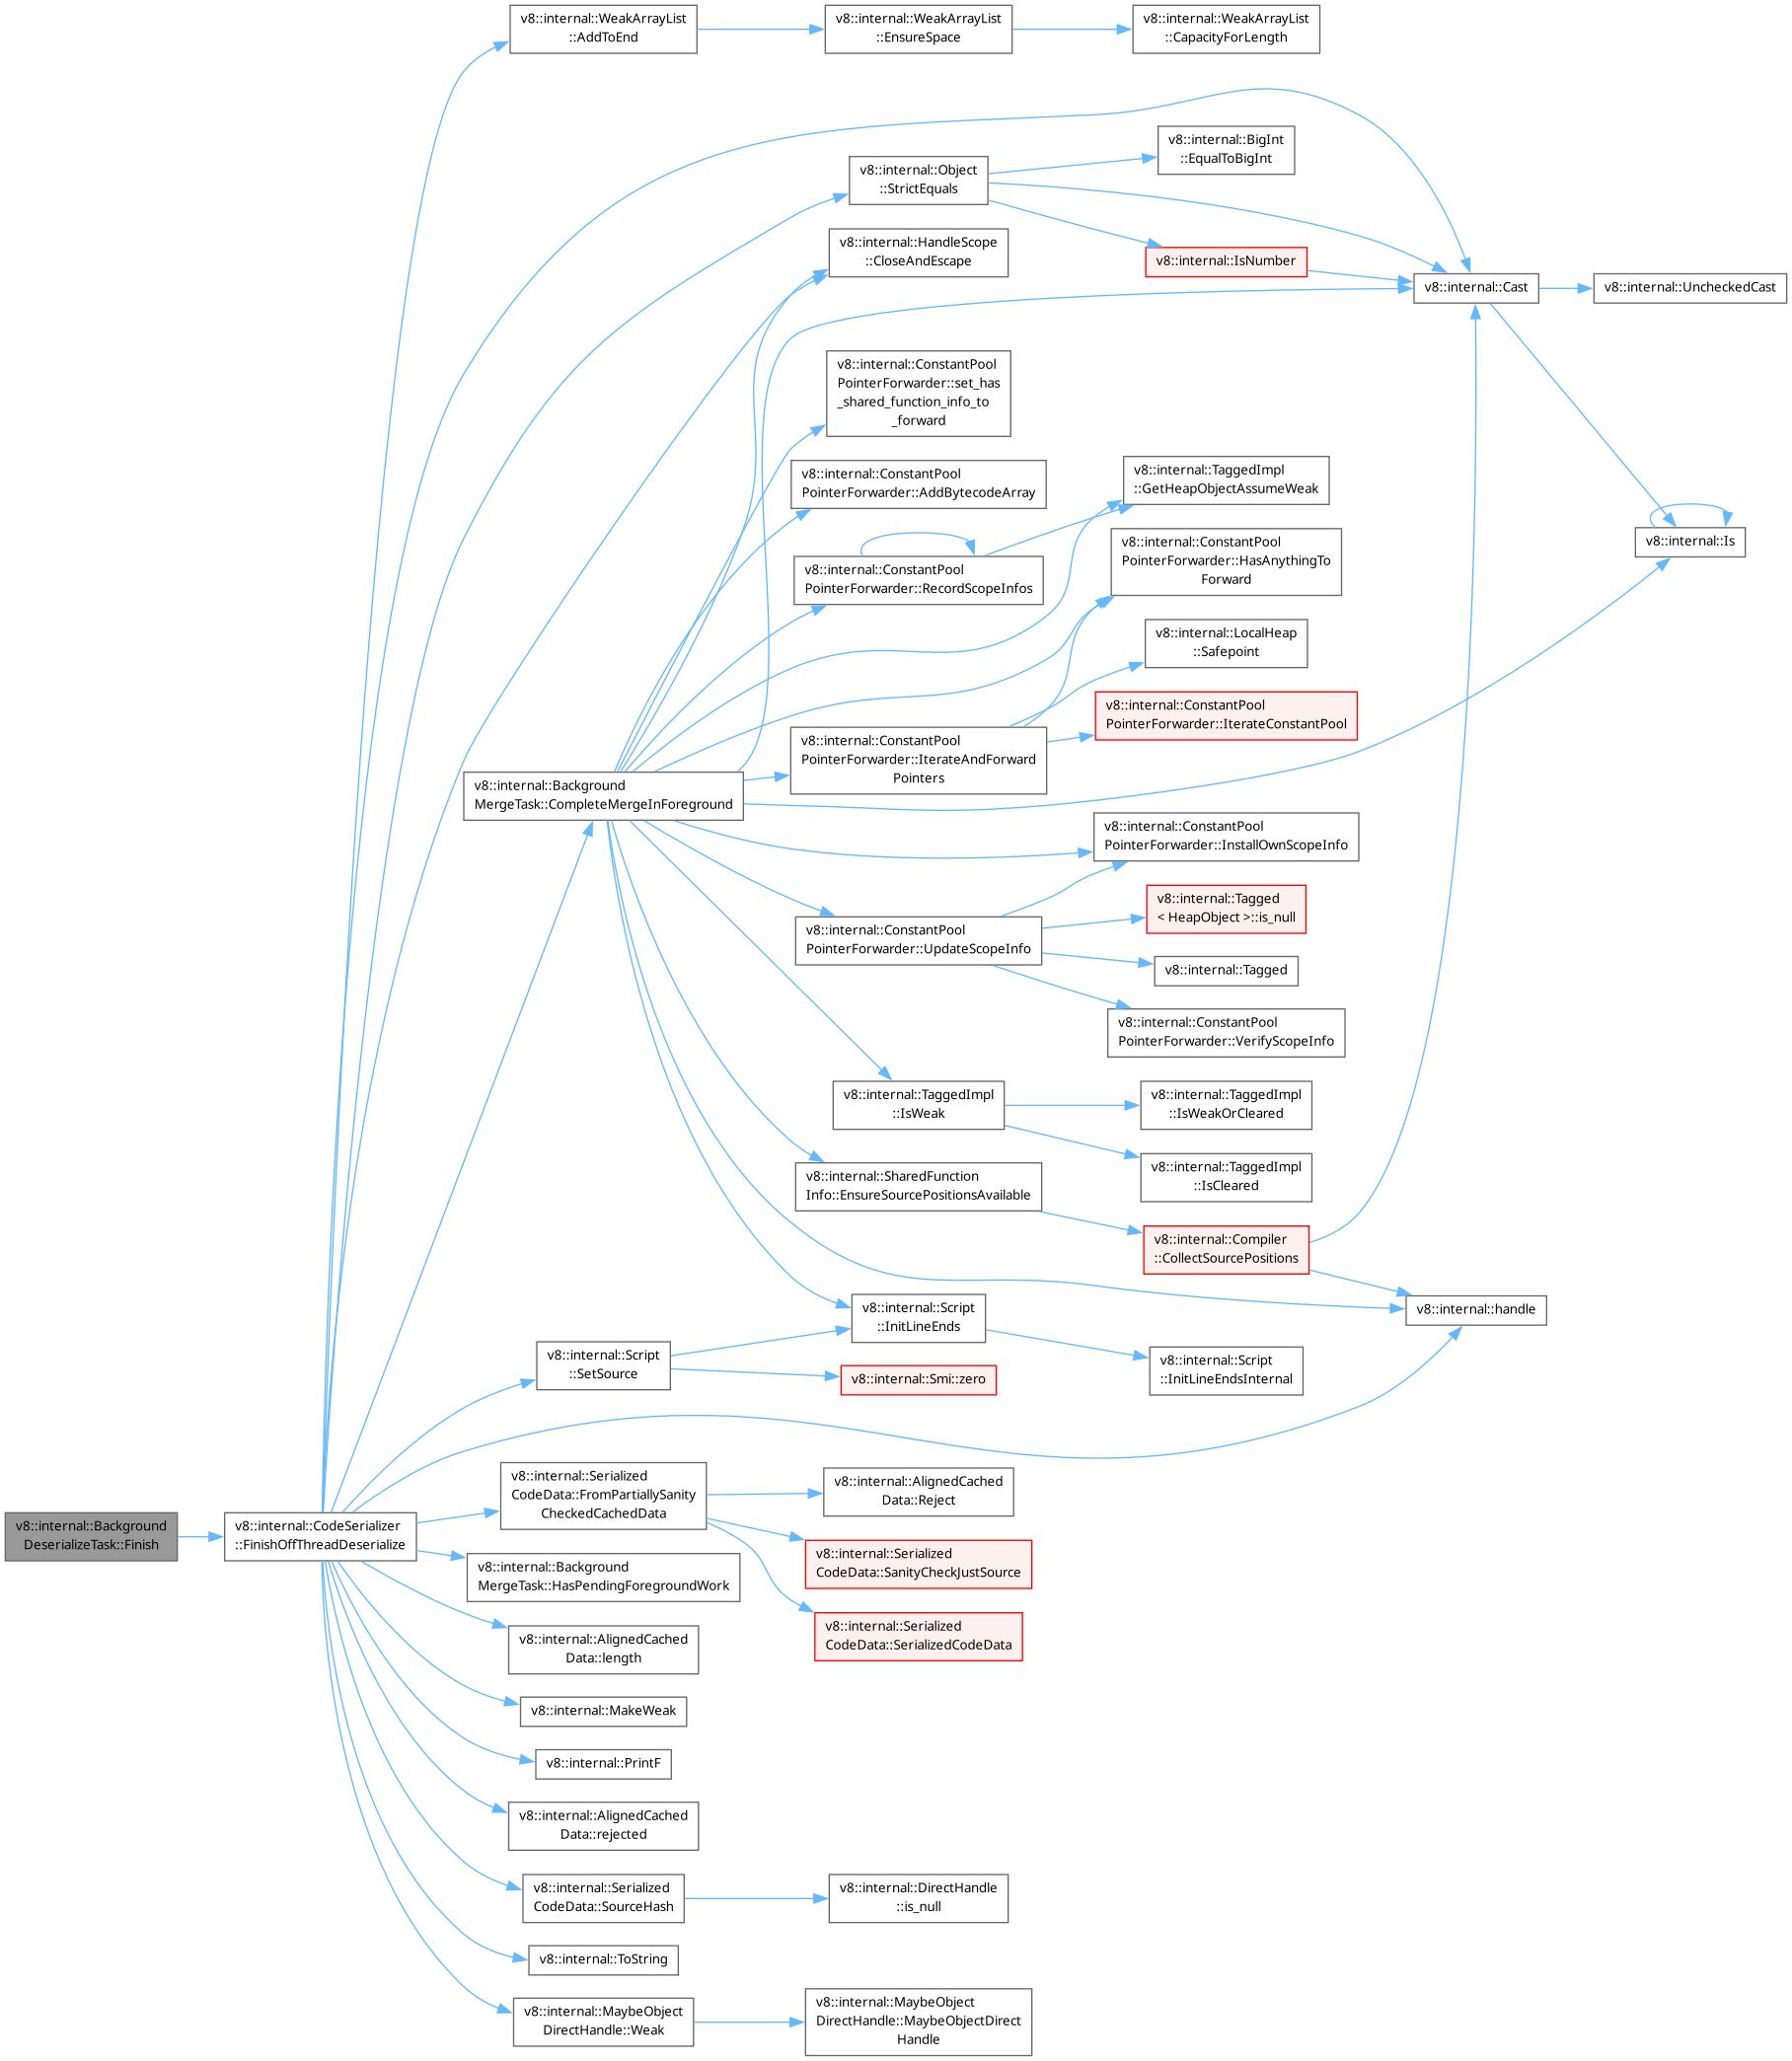 v8::internal::WeakArrayList
::AddToEnd
v8::internal::WeakArrayList
::EnsureSpace
v8::internal::WeakArrayList
::CapacityForLength
v8::internal::BigInt
::EqualToBigInt
v8::internal::Object
::StrictEquals
v8::internal::HandleScope
::CloseAndEscape
v8::internal::IsNumber
v8::internal::Cast
v8::internal::UncheckedCast
v8::internal::ConstantPool
PointerForwarder::set_has
_shared_function_info_to
_forward
v8::internal::ConstantPool
PointerForwarder::AddBytecodeArray
v8::internal::TaggedImpl
::GetHeapObjectAssumeWeak
v8::internal::Is
v8::internal::ConstantPool
PointerForwarder::HasAnythingTo
Forward
v8::internal::ConstantPool
PointerForwarder::RecordScopeInfos
v8::internal::LocalHeap
::Safepoint
v8::internal::ConstantPool
PointerForwarder::IterateConstantPool
v8::internal::ConstantPool
PointerForwarder::IterateAndForward
Pointers
v8::internal::Background
MergeTask::CompleteMergeInForeground
v8::internal::ConstantPool
PointerForwarder::InstallOwnScopeInfo
v8::internal::Tagged
< HeapObject >::is_null
v8::internal::ConstantPool
PointerForwarder::UpdateScopeInfo
v8::internal::Tagged
v8::internal::ConstantPool
PointerForwarder::VerifyScopeInfo
v8::internal::TaggedImpl
::IsWeak
v8::internal::TaggedImpl
::IsWeakOrCleared
v8::internal::TaggedImpl
::IsCleared
v8::internal::SharedFunction
Info::EnsureSourcePositionsAvailable
v8::internal::Compiler
::CollectSourcePositions
v8::internal::handle
v8::internal::Script
::InitLineEnds
v8::internal::Script
::SetSource
v8::internal::Script
::InitLineEndsInternal
v8::internal::Smi::zero
v8::internal::Serialized
CodeData::FromPartiallySanity
CheckedCachedData
v8::internal::AlignedCached
Data::Reject
v8::internal::Background
DeserializeTask::Finish
v8::internal::CodeSerializer
::FinishOffThreadDeserialize
v8::internal::Serialized
CodeData::SanityCheckJustSource
v8::internal::Background
MergeTask::HasPendingForegroundWork
v8::internal::Serialized
CodeData::SerializedCodeData
v8::internal::AlignedCached
Data::length
v8::internal::MakeWeak
v8::internal::PrintF
v8::internal::AlignedCached
Data::rejected
v8::internal::Serialized
CodeData::SourceHash
v8::internal::DirectHandle
::is_null
v8::internal::ToString
v8::internal::MaybeObject
DirectHandle::Weak
v8::internal::MaybeObject
DirectHandle::MaybeObjectDirect
Handle